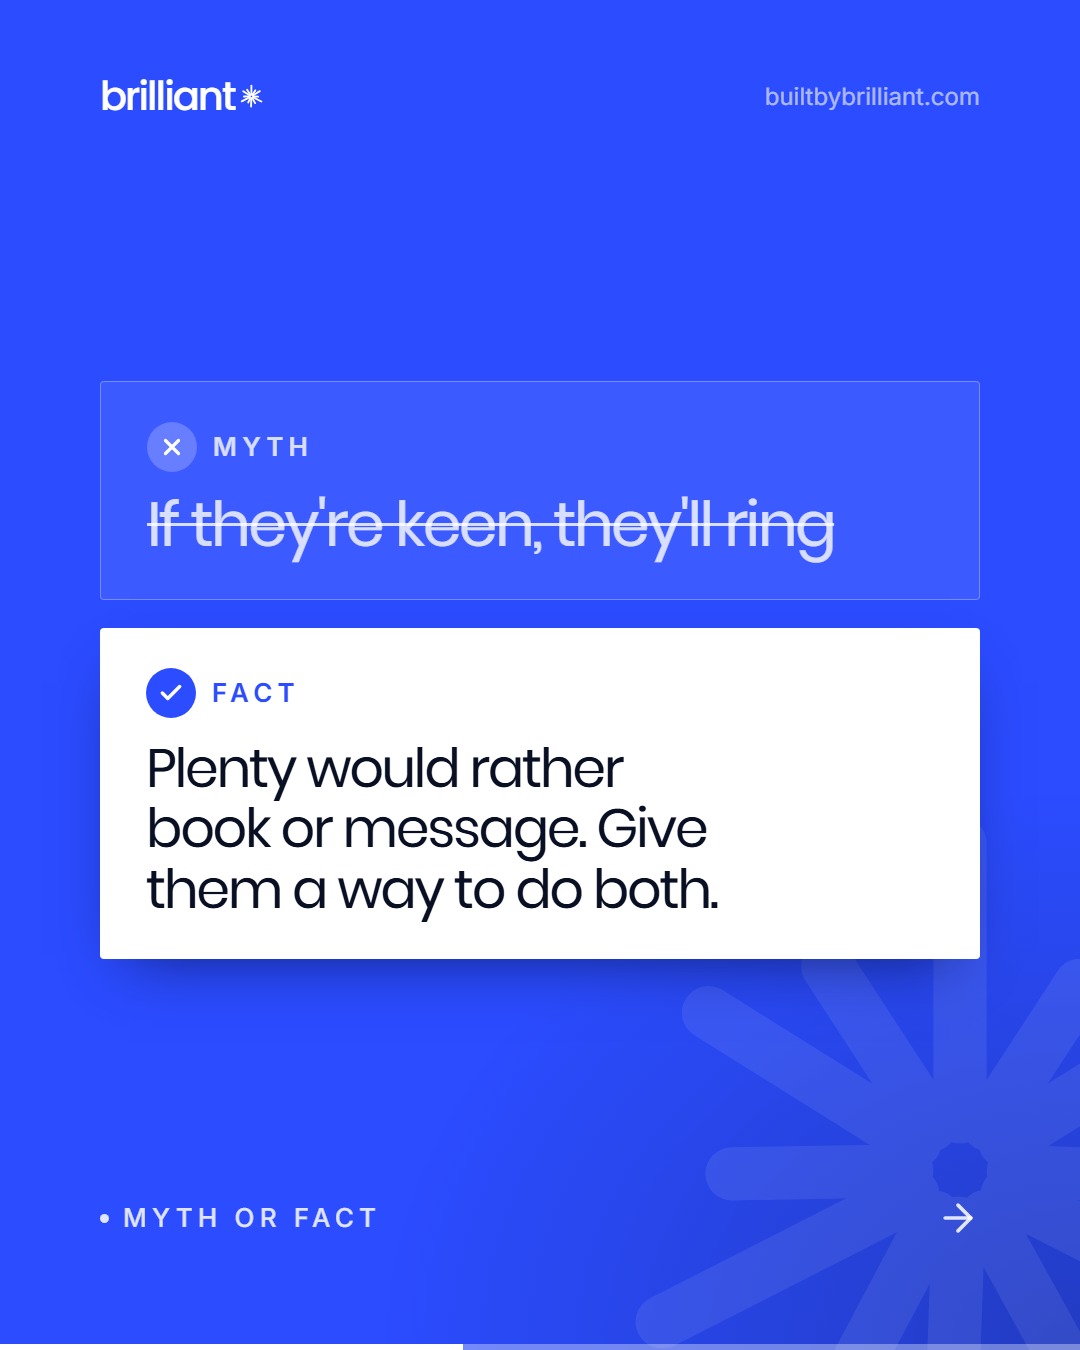 brilliant
builtbybrilliant.com
MYTH
If they're keen, they'll ring
FACT
Plenty would rather
book or message. Give
them a way to do both.
• MYTH OR FACT